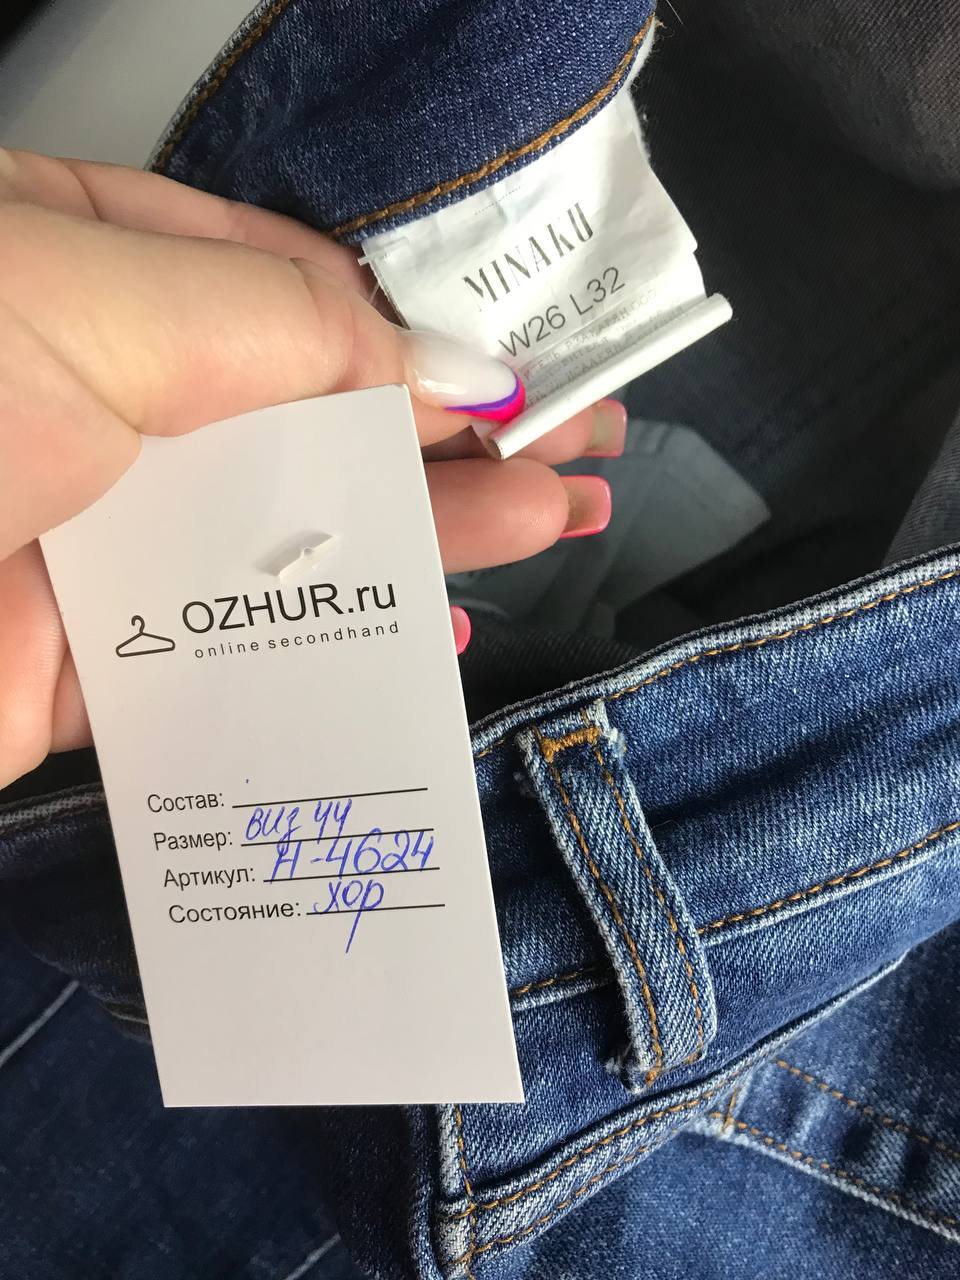 MINAKU
W26 L32
OZHUR.ru
online secondhand
Состав:
Размер: виз 44
Артикул: Н-4624
Состояние: хор